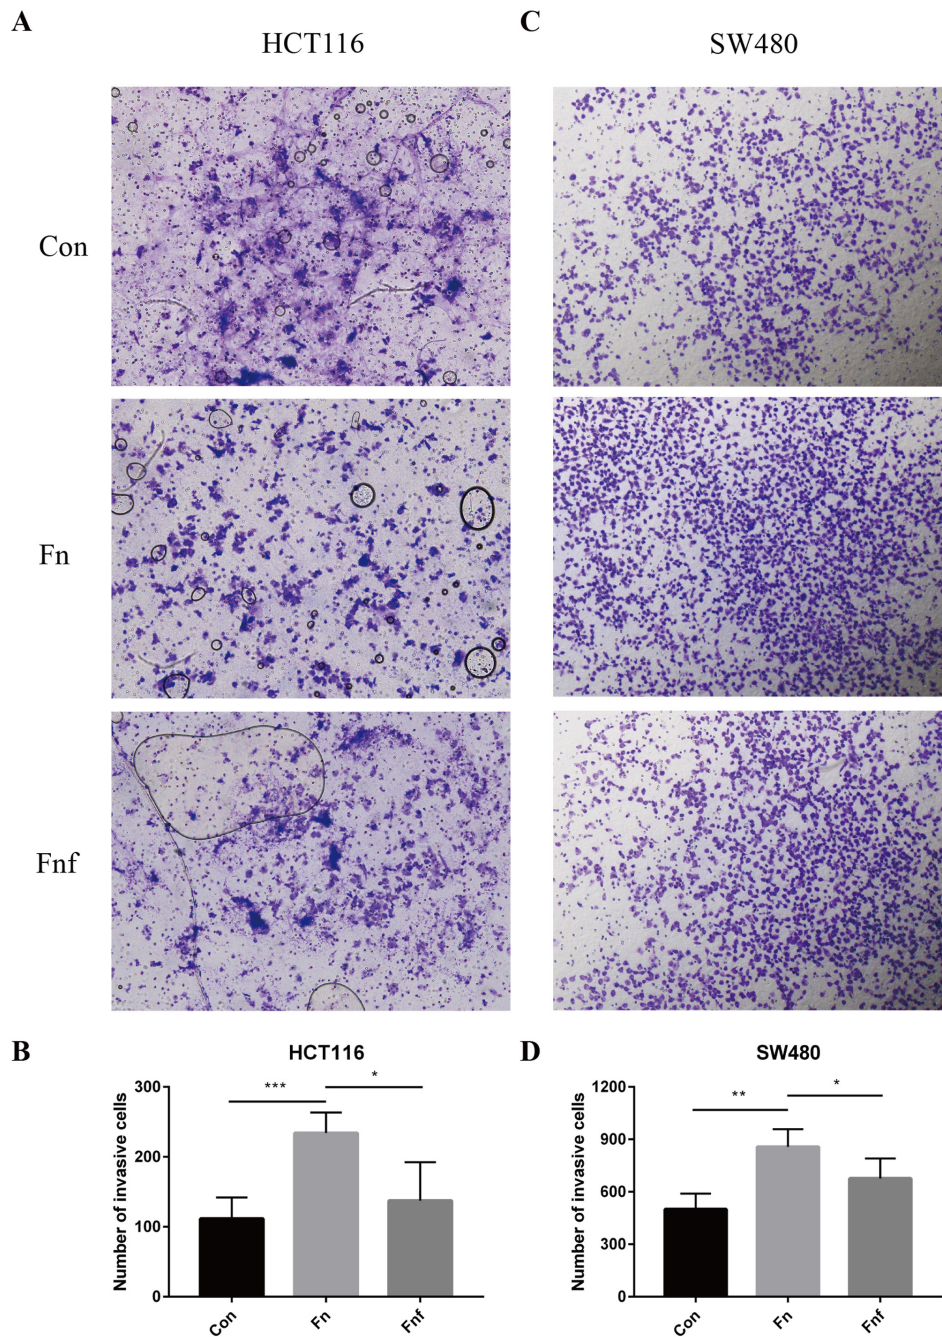 A
HCT116
C
SW480
Con
Fn
Fnf
B
HCT116
Number of invasive cells
300
200
100
0
***
*
Con
Fn
Fnf
D
SW480
Number of invasive cells
1200
900
600
300
0
**
*
Con
Fn
Fnf